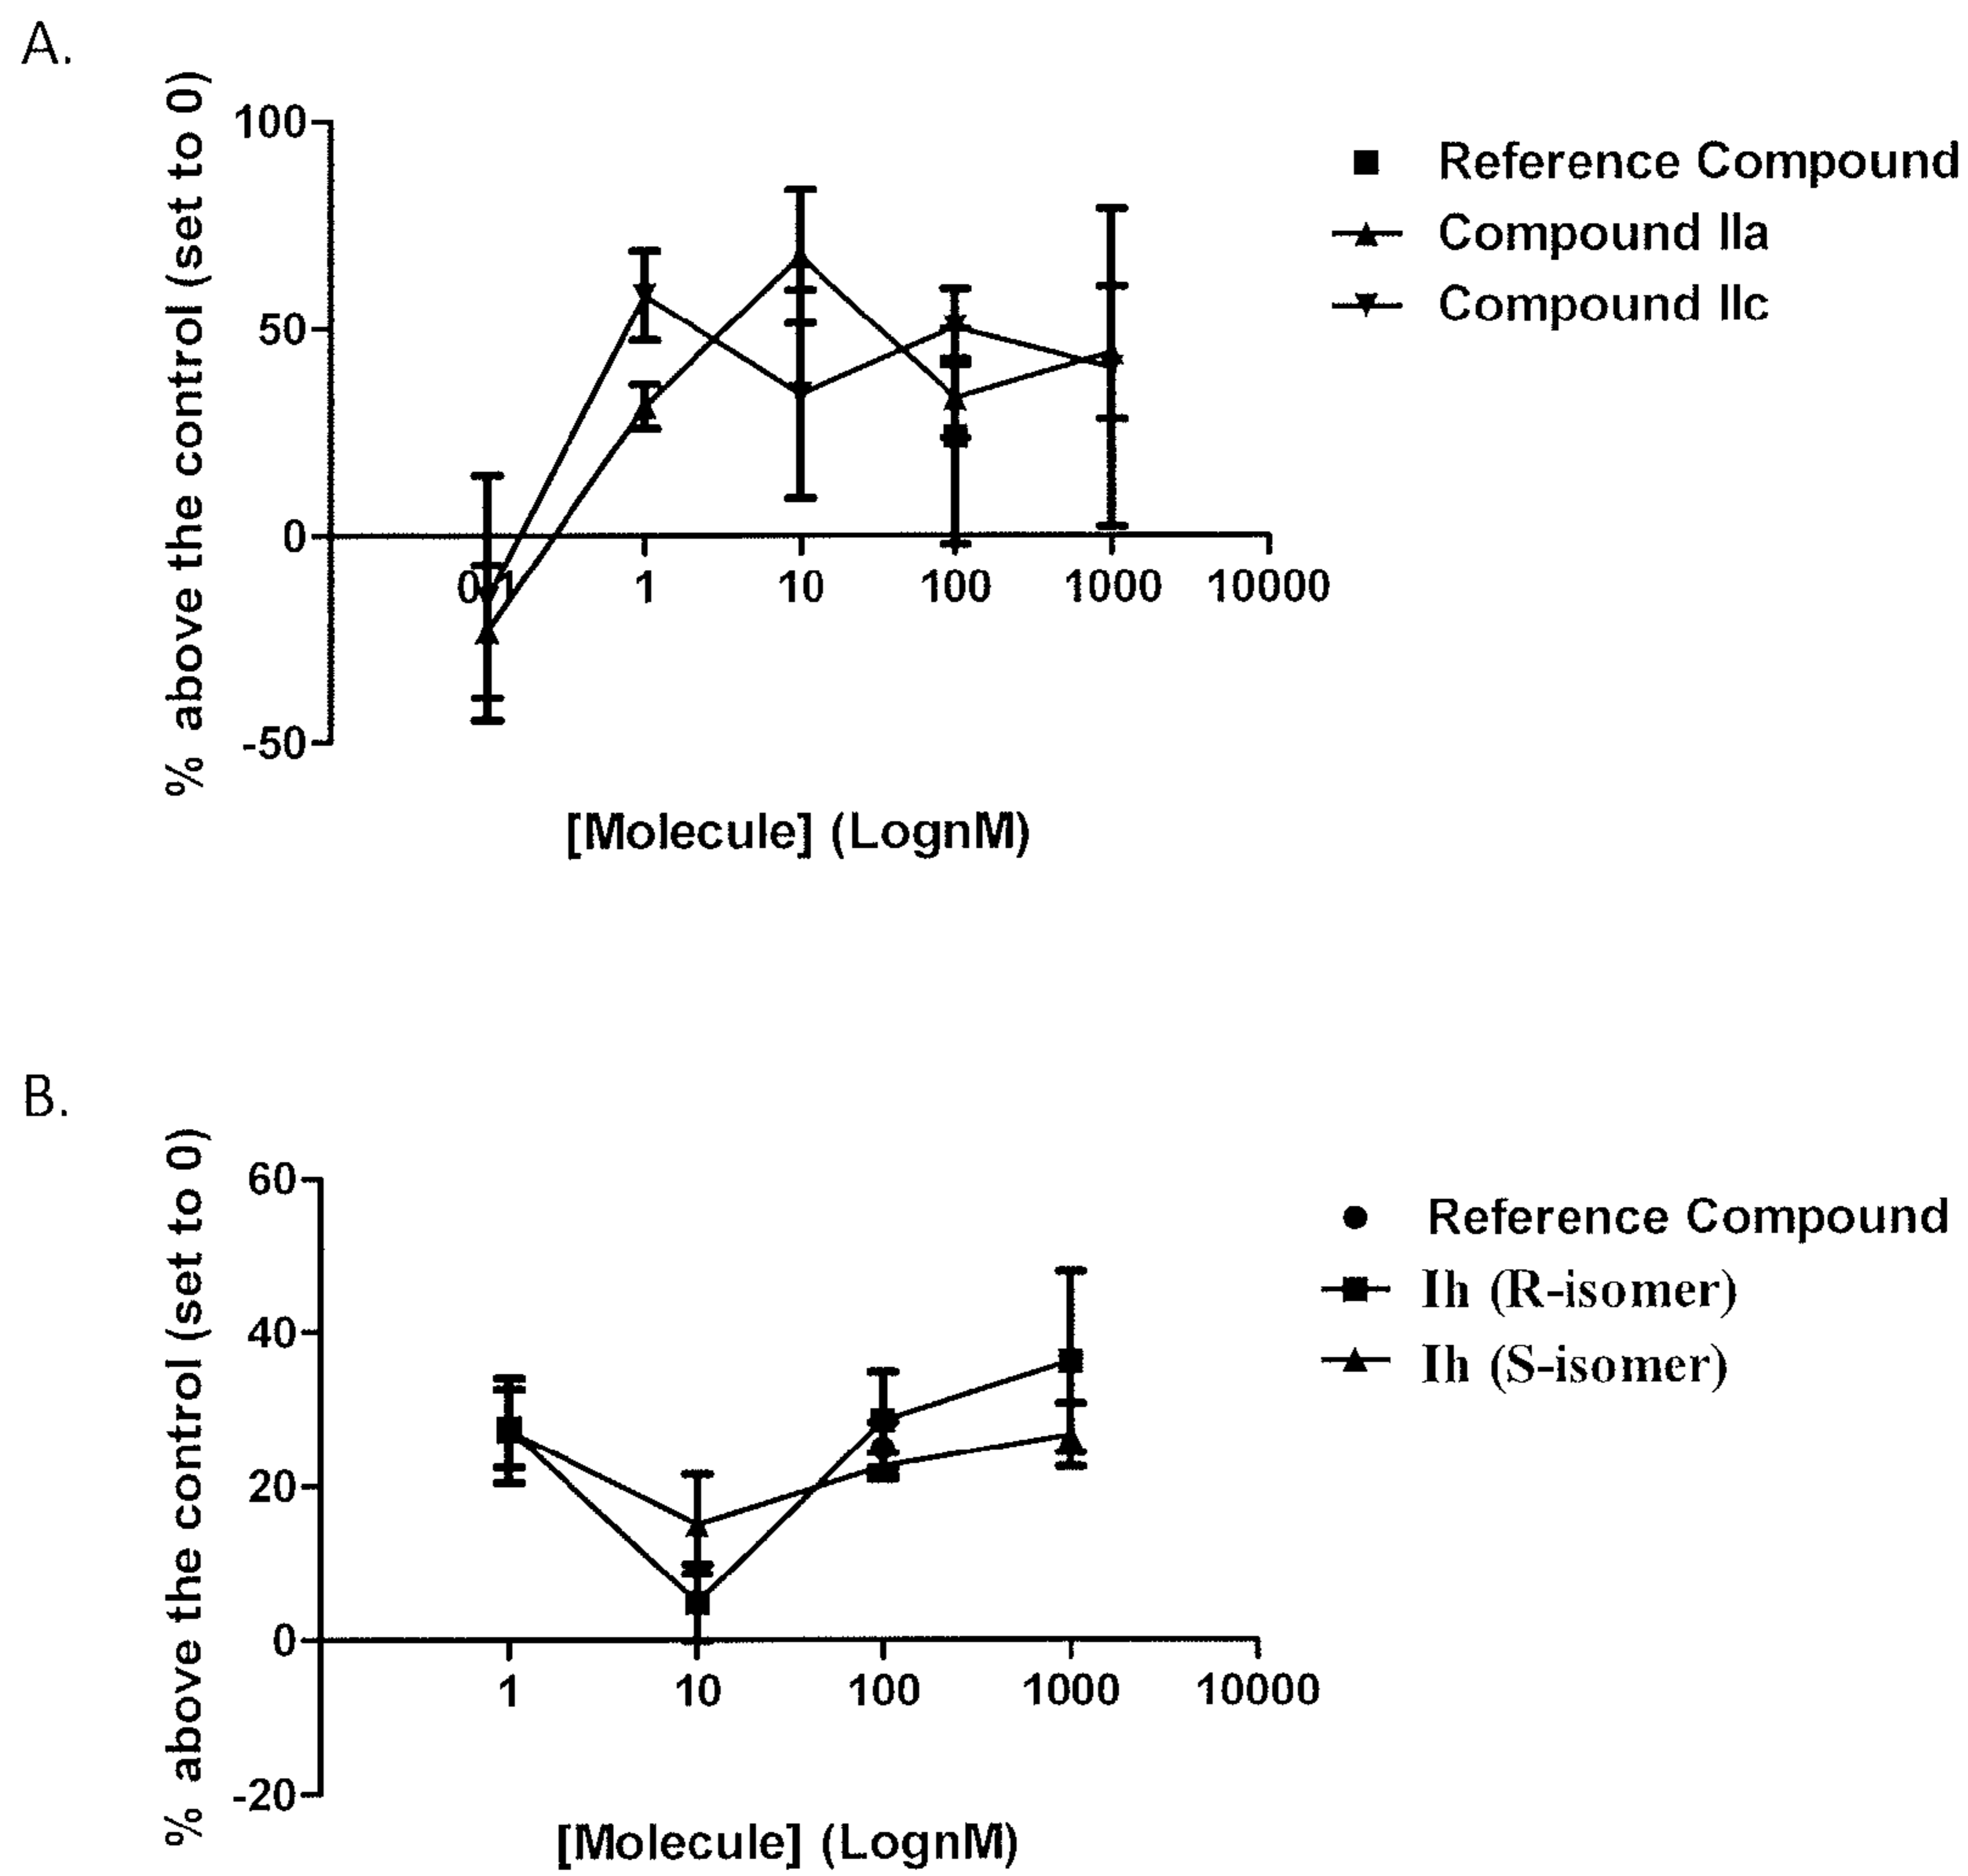 A.
% above the control (set to 0)
100
50
0
-50
0.1
1
10
100
1000
10000
[Molecule] (LognM)
Reference Compound
Compound IIa
Compound IIc
B.
% above the control (set to 0)
60
40
20
0
-20
1
10
100
1000
10000
[Molecule] (LognM)
Reference Compound
Ih (R-isomer)
Ih (S-isomer)